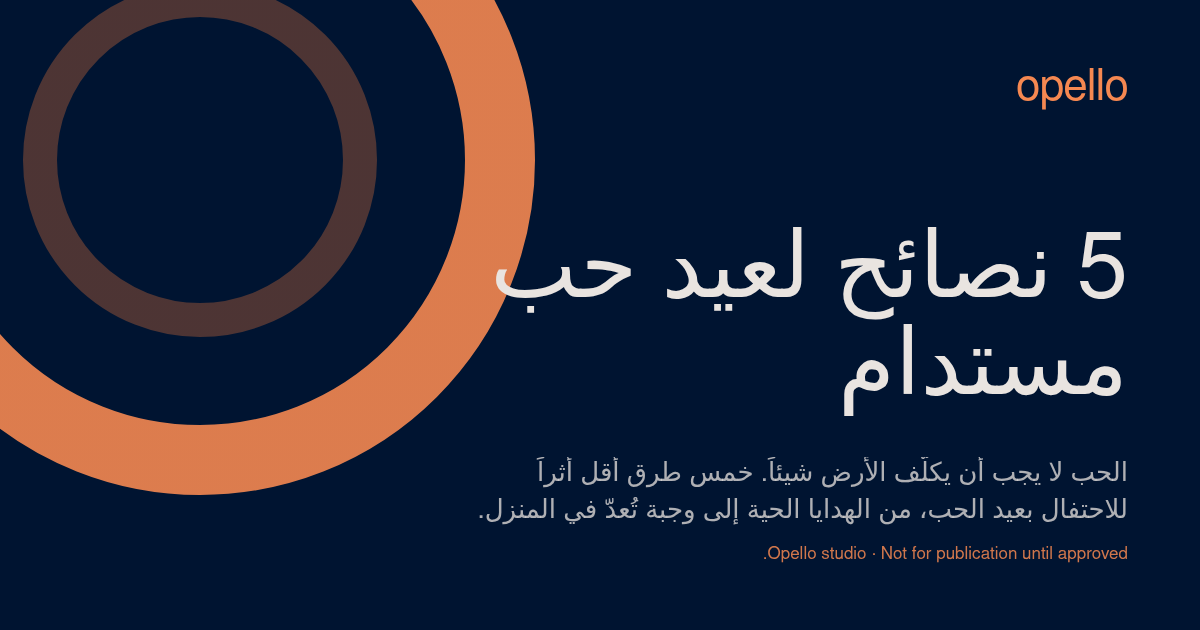 opello
5 نصائح لعيد حب
مستدام
الحب لا يجب أن يكلّف الأرض شيئاً. خمس طرق أقل أثراً
للاحتفال بعيد الحب، من الهدايا الحية إلى وجبة تُعدّ في المنزل.
Opello studio · Not for publication until approved.